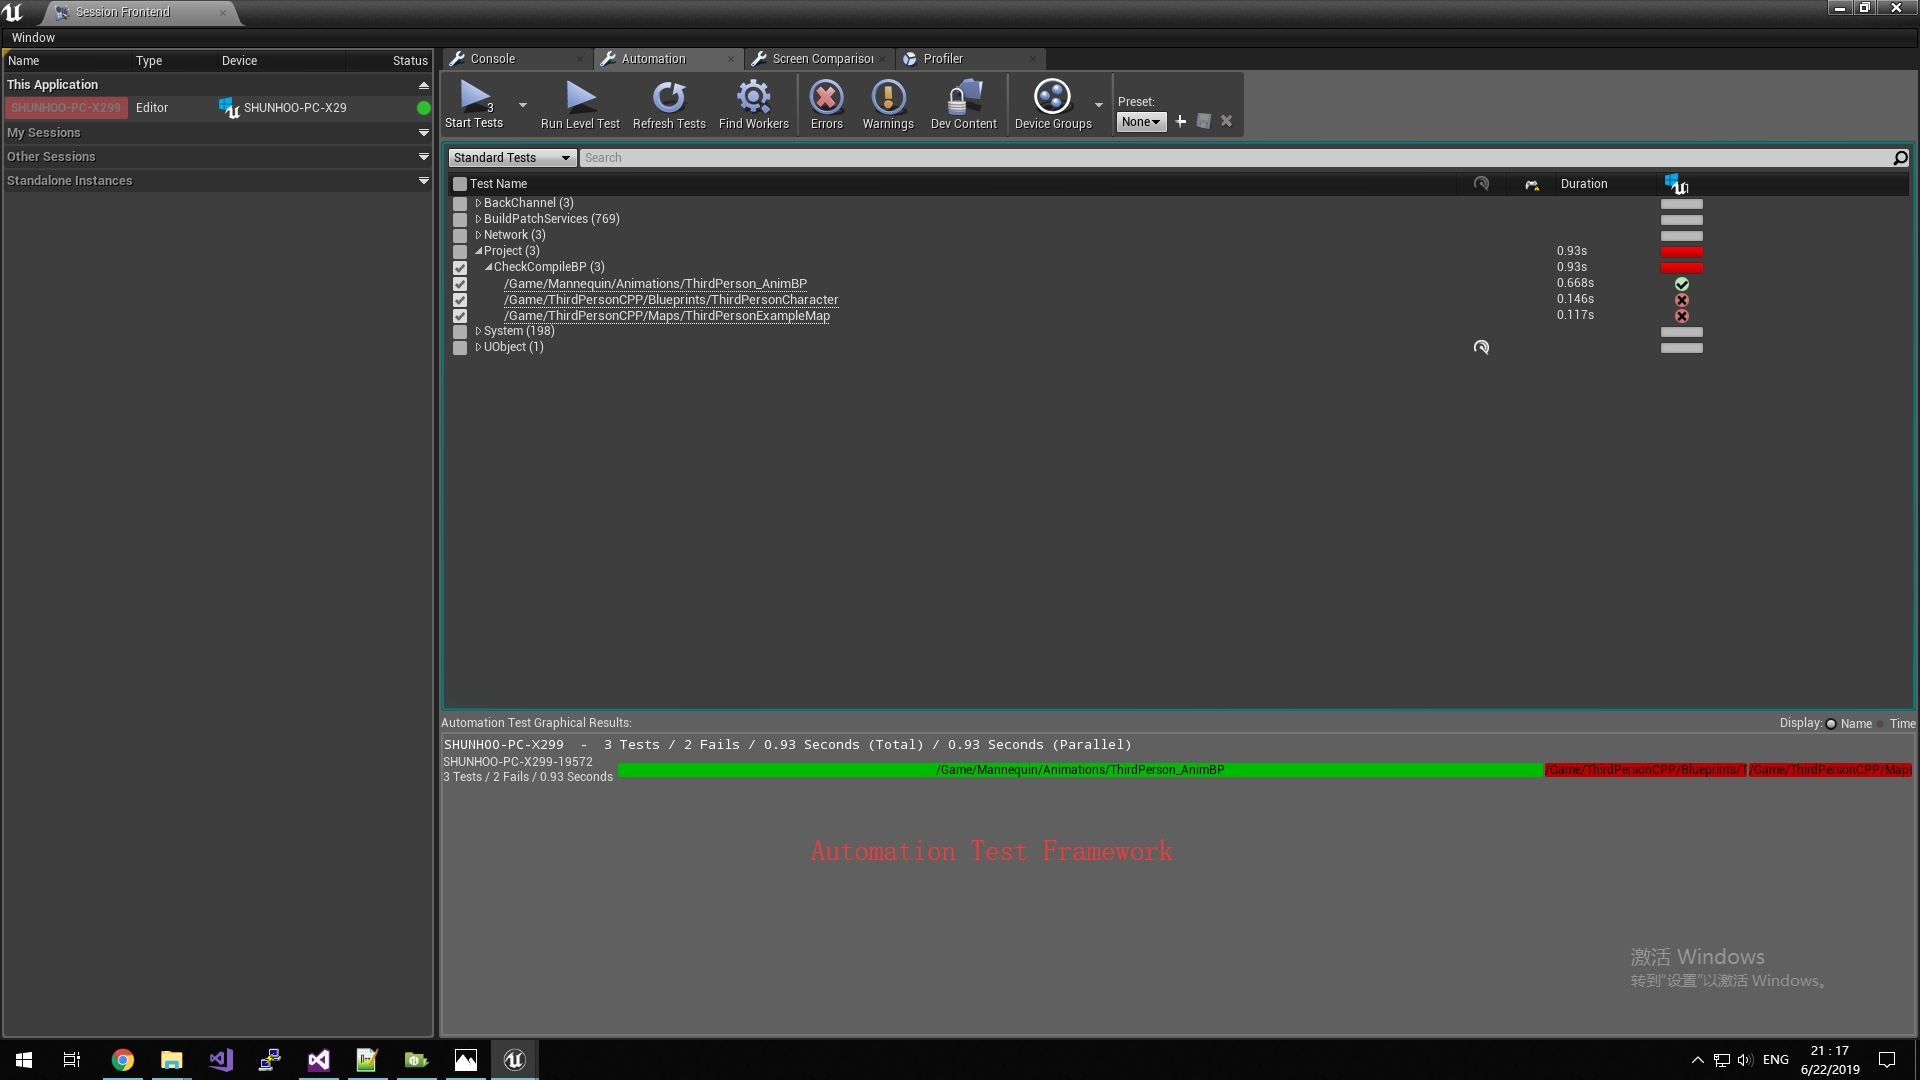 Session Frontend
Window
Name Type Device Status
This Application
SHUNHOO-PC-X299 Editor SHUNHOO-PC-X29
My Sessions
Other Sessions
Standalone Instances
Console Automation Screen Comparison Profiler
3
Start Tests Run Level Test Refresh Tests Find Workers Errors Warnings Dev Content Device Groups
Preset:
None
Standard Tests Search
Test Name Duration
BackChannel (3)
BuildPatchServices (769)
Network (3)
Project (3) 0.93s
CheckCompileBP (3) 0.93s
/Game/Mannequin/Animations/ThirdPerson_AnimBP 0.668s
/Game/ThirdPersonCPP/Blueprints/ThirdPersonCharacter 0.146s
/Game/ThirdPersonCPP/Maps/ThirdPersonExampleMap 0.117s
System (198)
UObject (1)
Automation Test Graphical Results: Display: Name Time
SHUNHOO-PC-X299 - 3 Tests / 2 Fails / 0.93 Seconds (Total) / 0.93 Seconds (Parallel)
SHUNHOO-PC-X299-19572
3 Tests / 2 Fails / 0.93 Seconds
/Game/Mannequin/Animations/ThirdPerson_AnimBP /Game/ThirdPersonCPP/Blueprints/T /Game/ThirdPersonCPP/Maps
Automation Test Framework
激活 Windows
转到“设置”以激活 Windows。
ENG
21:17
6/22/2019